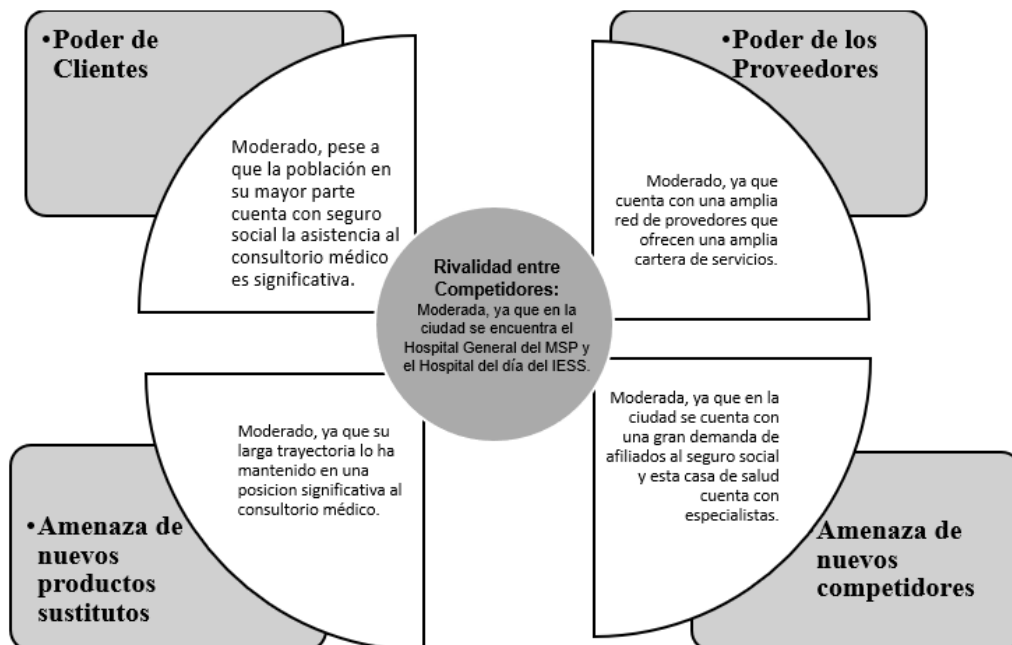 •Poder de
Clientes
Moderado, pese a
que la población en
su mayor parte
cuenta con seguro
social la asistencia al
consultorio médico
es significativa.
•Poder de los
Proveedores
Moderado, ya que
cuenta con una amplia
red de provedores que
ofrecen una amplia
cartera de servicios.
Rivalidad entre
Competidores:
Moderada, ya que en la
ciudad se encuentra el
Hospital General del MSP y
el Hospital del día del IESS.
Moderado, ya que su
larga trayectoria lo ha
mantenido en una
posicion significativa al
consultorio médico.
•Amenaza de
nuevos
productos
sustitutos
Moderada, ya que en la
ciudad se cuenta con
una gran demanda de
afiliados al seguro social
y esta casa de salud
cuenta con
especialistas.
Amenaza de
nuevos
competidores